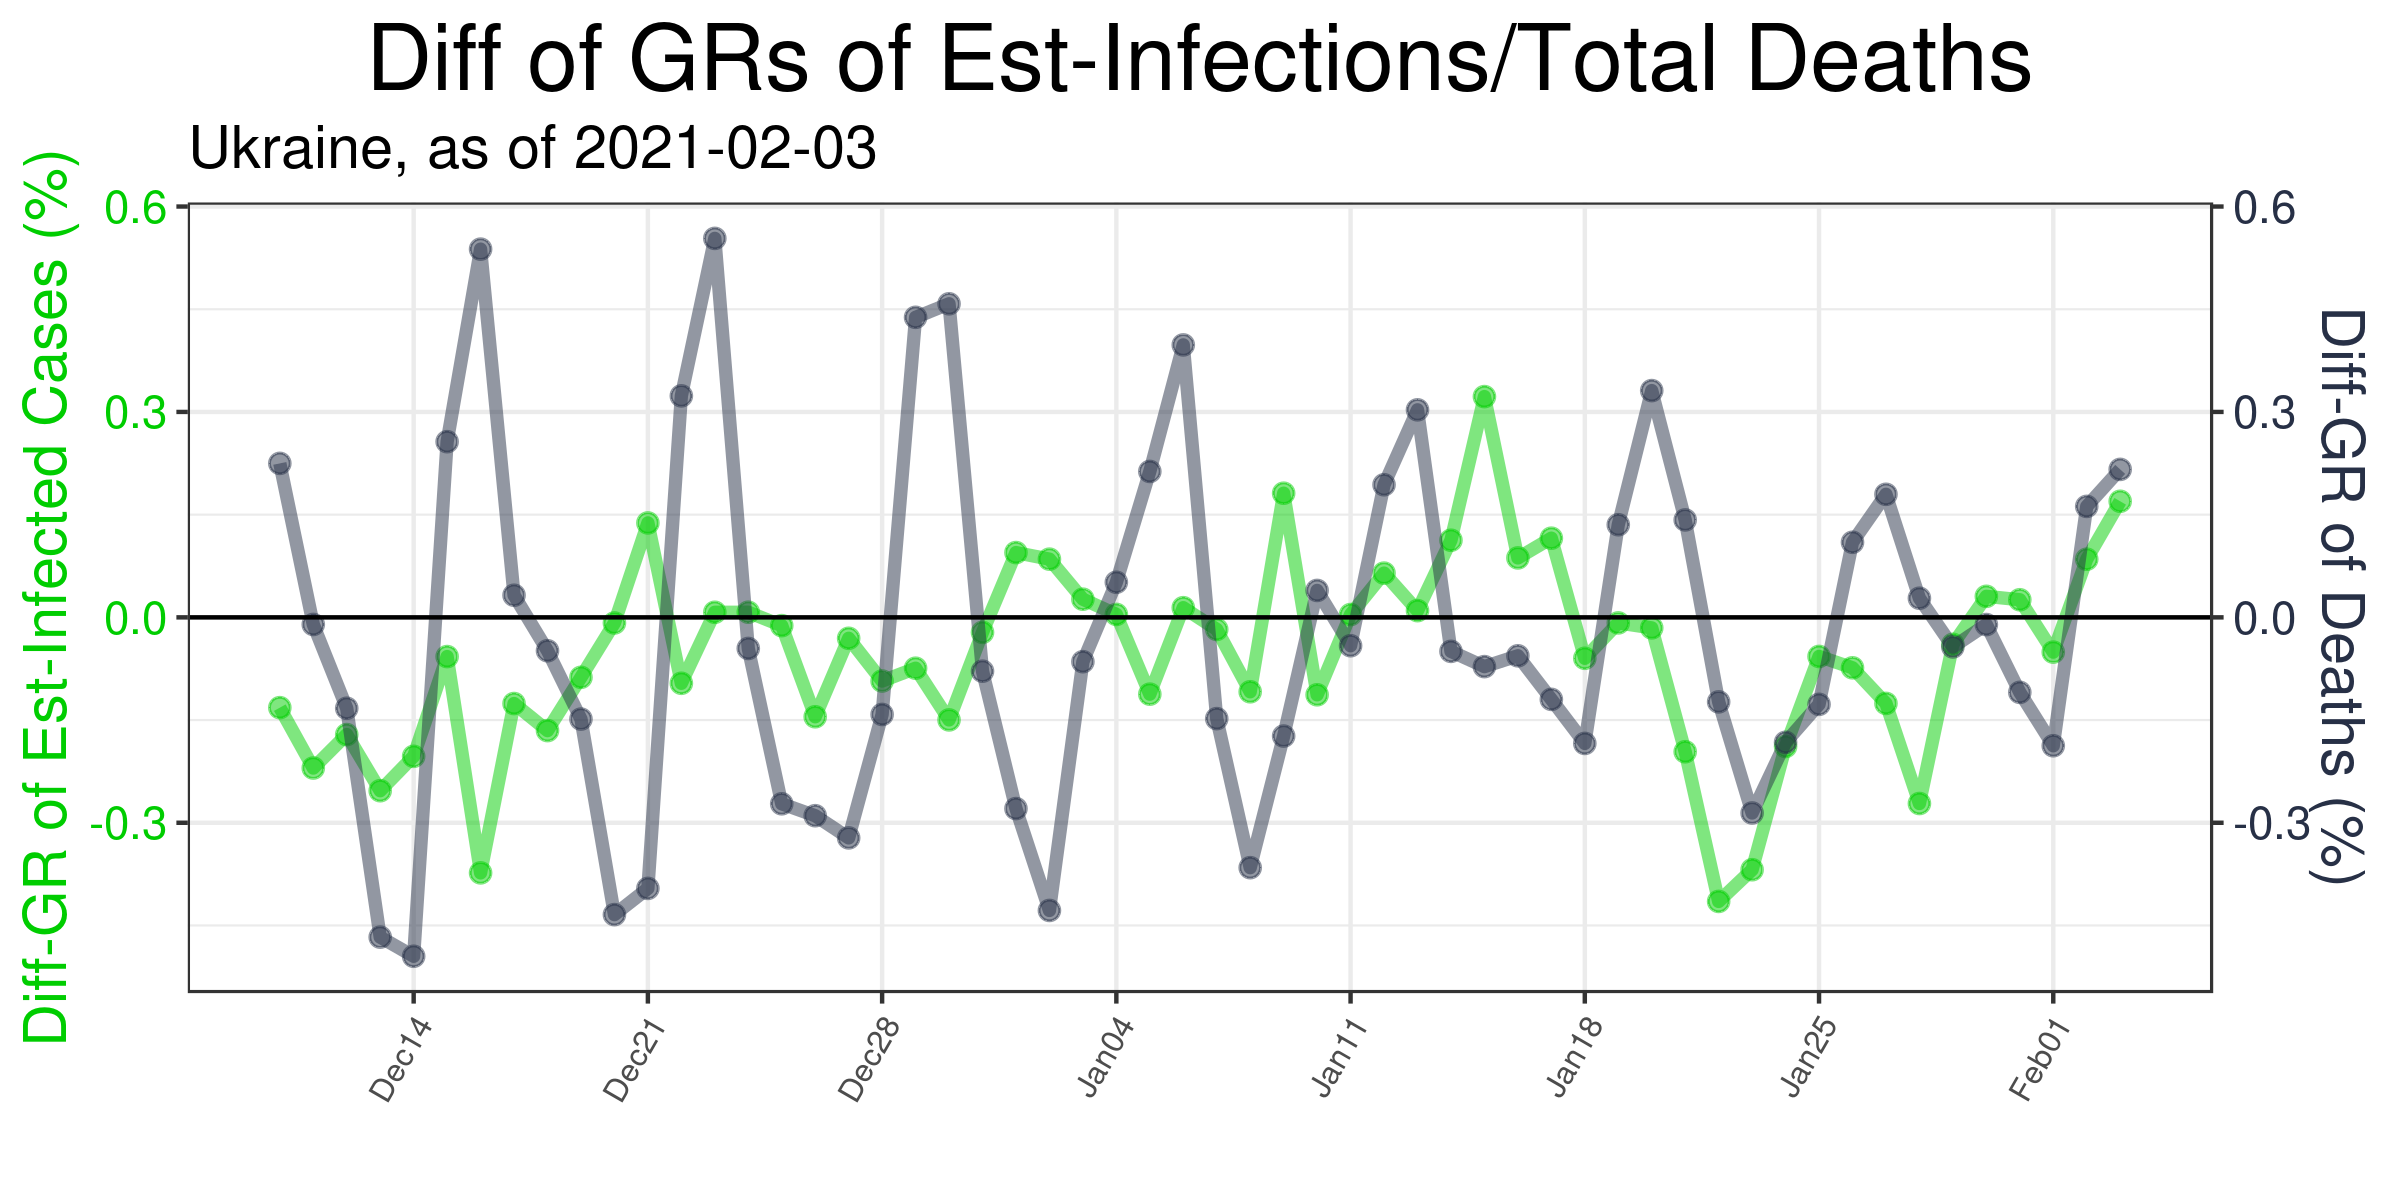 Diff of GRs of Est-Infections/Total Deaths
Ukraine, as of 2021-02-03
Diff-GR of Est-Infected Cases (%)
0.6
0.3
0.0
-0.3
0.6
0.3
0.0
-0.3
Diff-GR of Deaths (%)
Dec14
Dec21
Dec28
Jan04
Jan11
Jan18
Jan25
Feb01